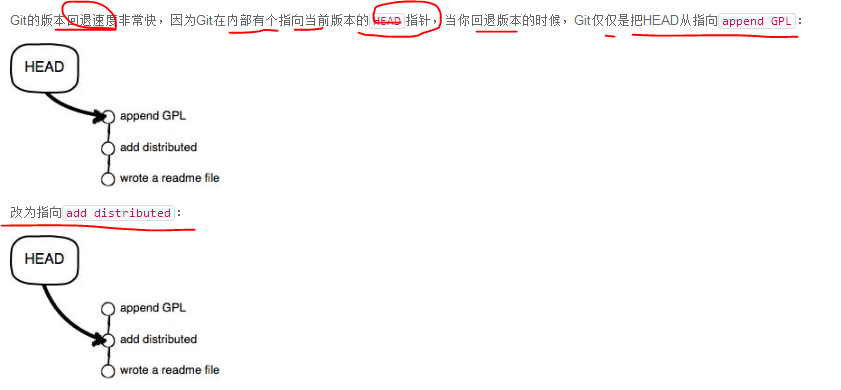 Git的版本回退速度非常快，因为Git在内部有个指向当前版本的HEAD指针，当你回退版本的时候，Git仅仅是把HEAD从指向append GPL：
HEAD
append GPL
add distributed
wrote a readme file
改为指向add distributed：
HEAD
append GPL
add distributed
wrote a readme file